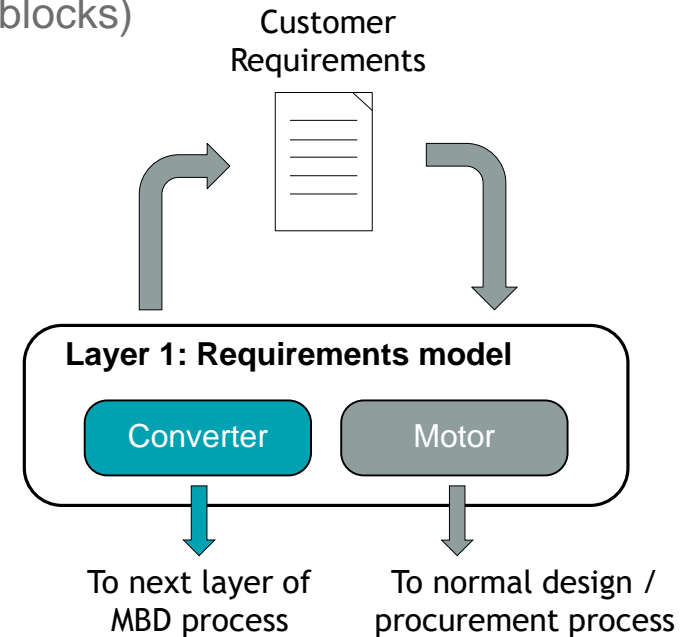 blocks)
Customer
Requirements
Layer 1: Requirements model
Converter
Motor
To next layer of
MBD process
To normal design /
procurement process